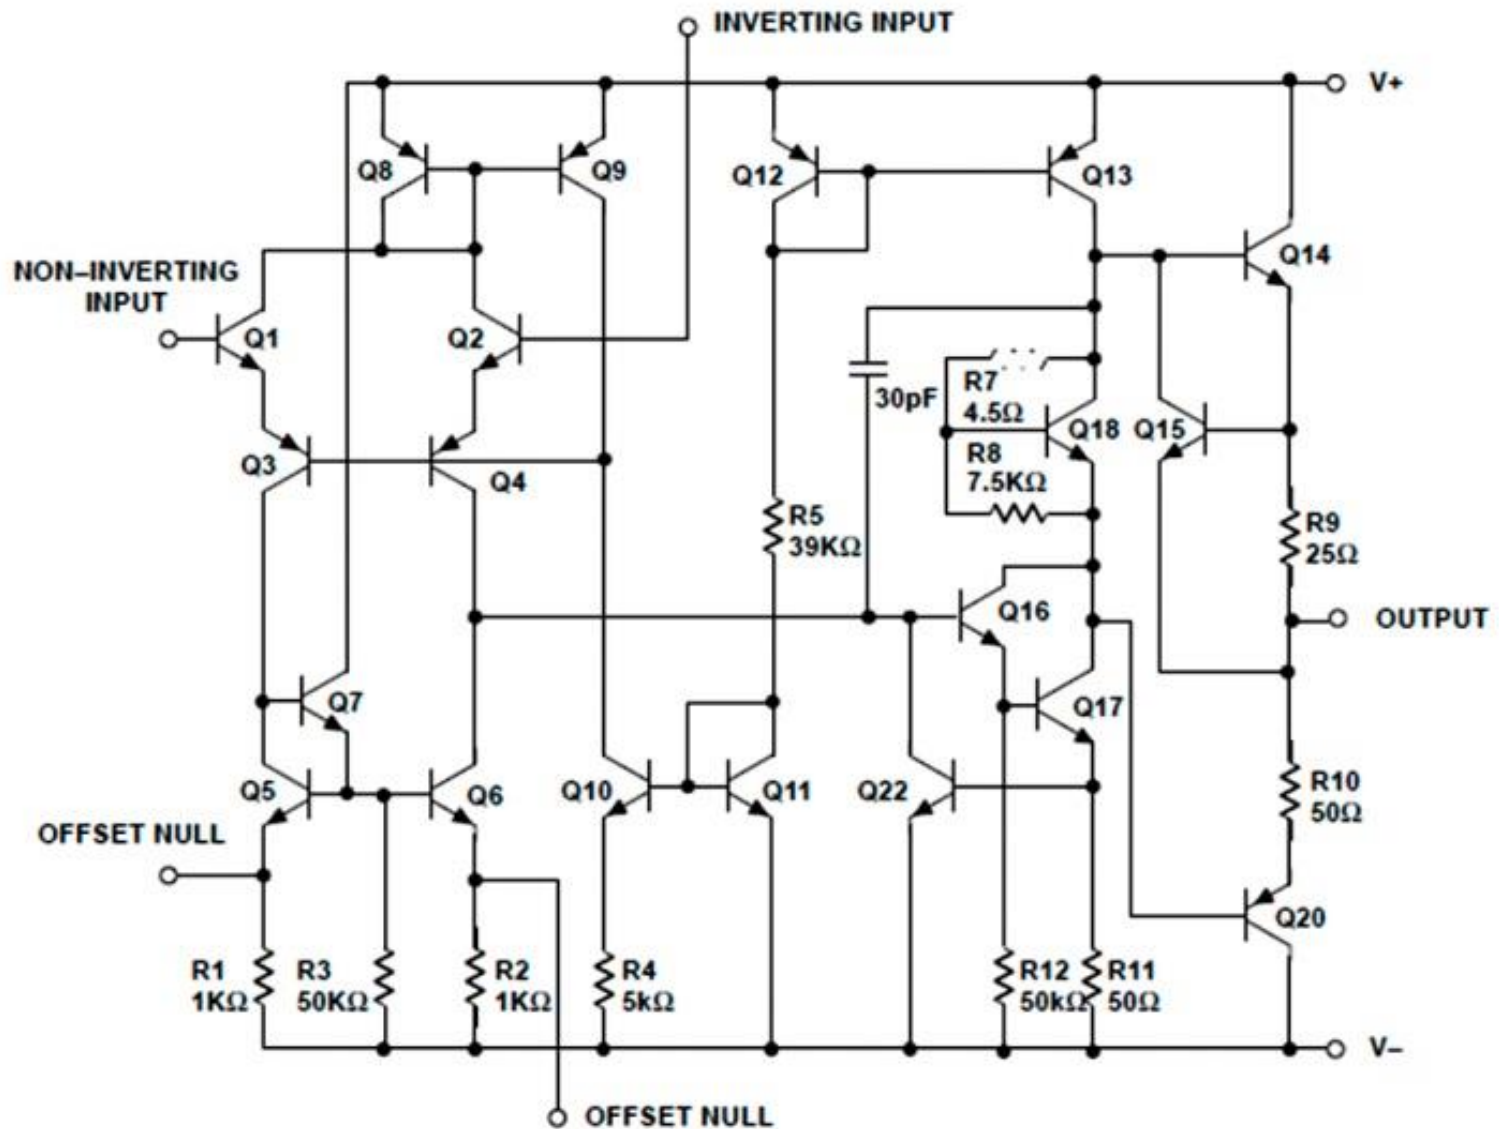 INVERTING INPUT
V+
Q8
Q9
Q12
Q13
Q14
NON–INVERTING
INPUT
Q1
Q2
30pF
R7
4.5Ω
Q18
Q15
Q3
Q4
R8
7.5KΩ
R5
39KΩ
R9
25Ω
Q16
OUTPUT
Q7
Q17
Q5
Q6
Q10
Q11
Q22
R10
50Ω
OFFSET NULL
Q20
R1
1KΩ
R3
50KΩ
R2
1KΩ
R4
5kΩ
R12
50kΩ
R11
50Ω
V–
OFFSET NULL